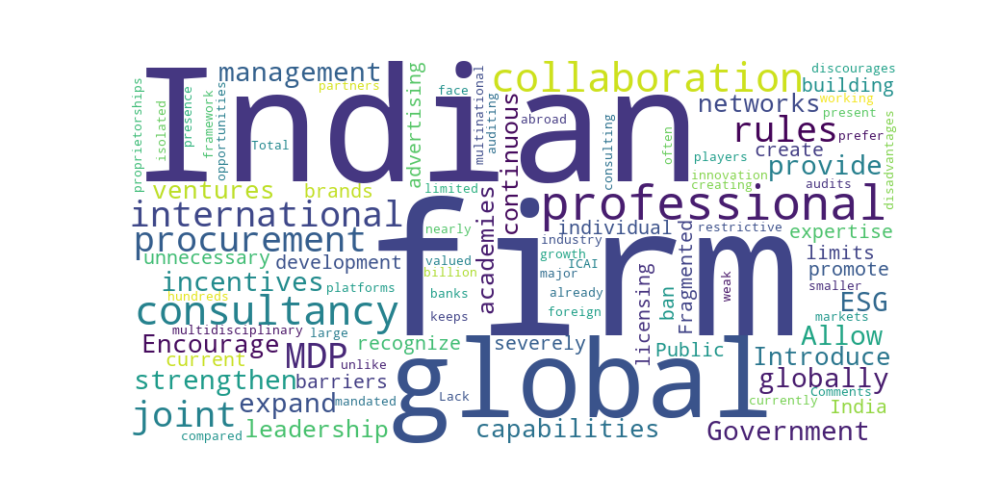 Indian
firm
global
professional
collaboration
consultancy
international
procurement
joint
MDP
rules
management
networks
building
discourages
partners
working
face
multinational
auditing
abroad
present
prefer
create
provide
often
players
innovation
creating
audits
disadvantages
proprietorships
isolated
presence
framework
opportunities
Total
advertising
continuous
consulting
ventures
brands
limited
academies
individual
restrictive
expertise
nearly
industry
unnecessary
development
valued
growth
ICAI
billion
major
limits
promote
incentives
platforms
banks
already
licensing
ban
Fragmented
weak
smaller
hundreds
keeps
foreign
ESG
markets
multidisciplinary
large
Encourage
recognize
severely
Public
Allow
Introduce
current
unlike
strengthen
barriers
globally
expand
mandated
Lack
currently
Comments
India
compared
leadership
capabilities
Government